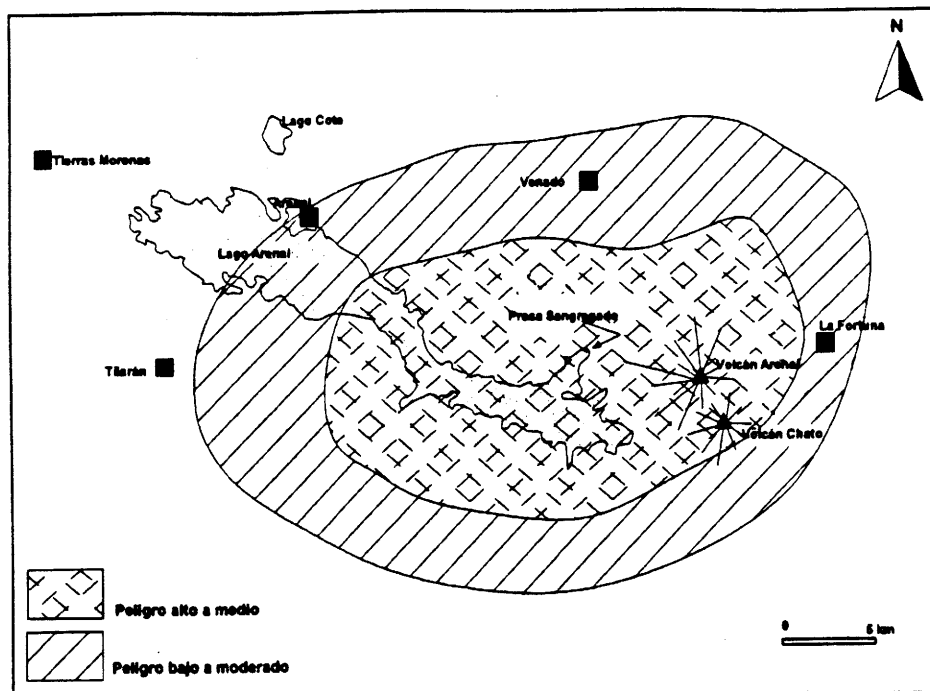 N
Lago Cote
Tierras Morenas
Venado
Arenal
Lago Arenal
Presa Sangregado
La Fortuna
Volcán Arenal
Tilarán
Volcán Chato
Peligro alto a medio
0 5 km
Peligro bajo a moderado